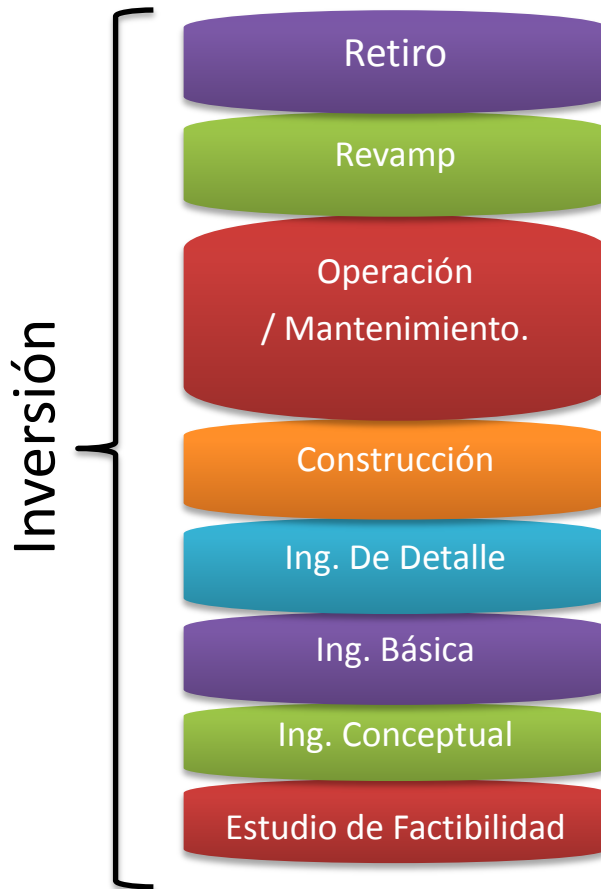 Inversión
Retiro
Revamp
Operación
/ Mantenimiento.
Construcción
Ing. De Detalle
Ing. Básica
Ing. Conceptual
Estudio de Factibilidad